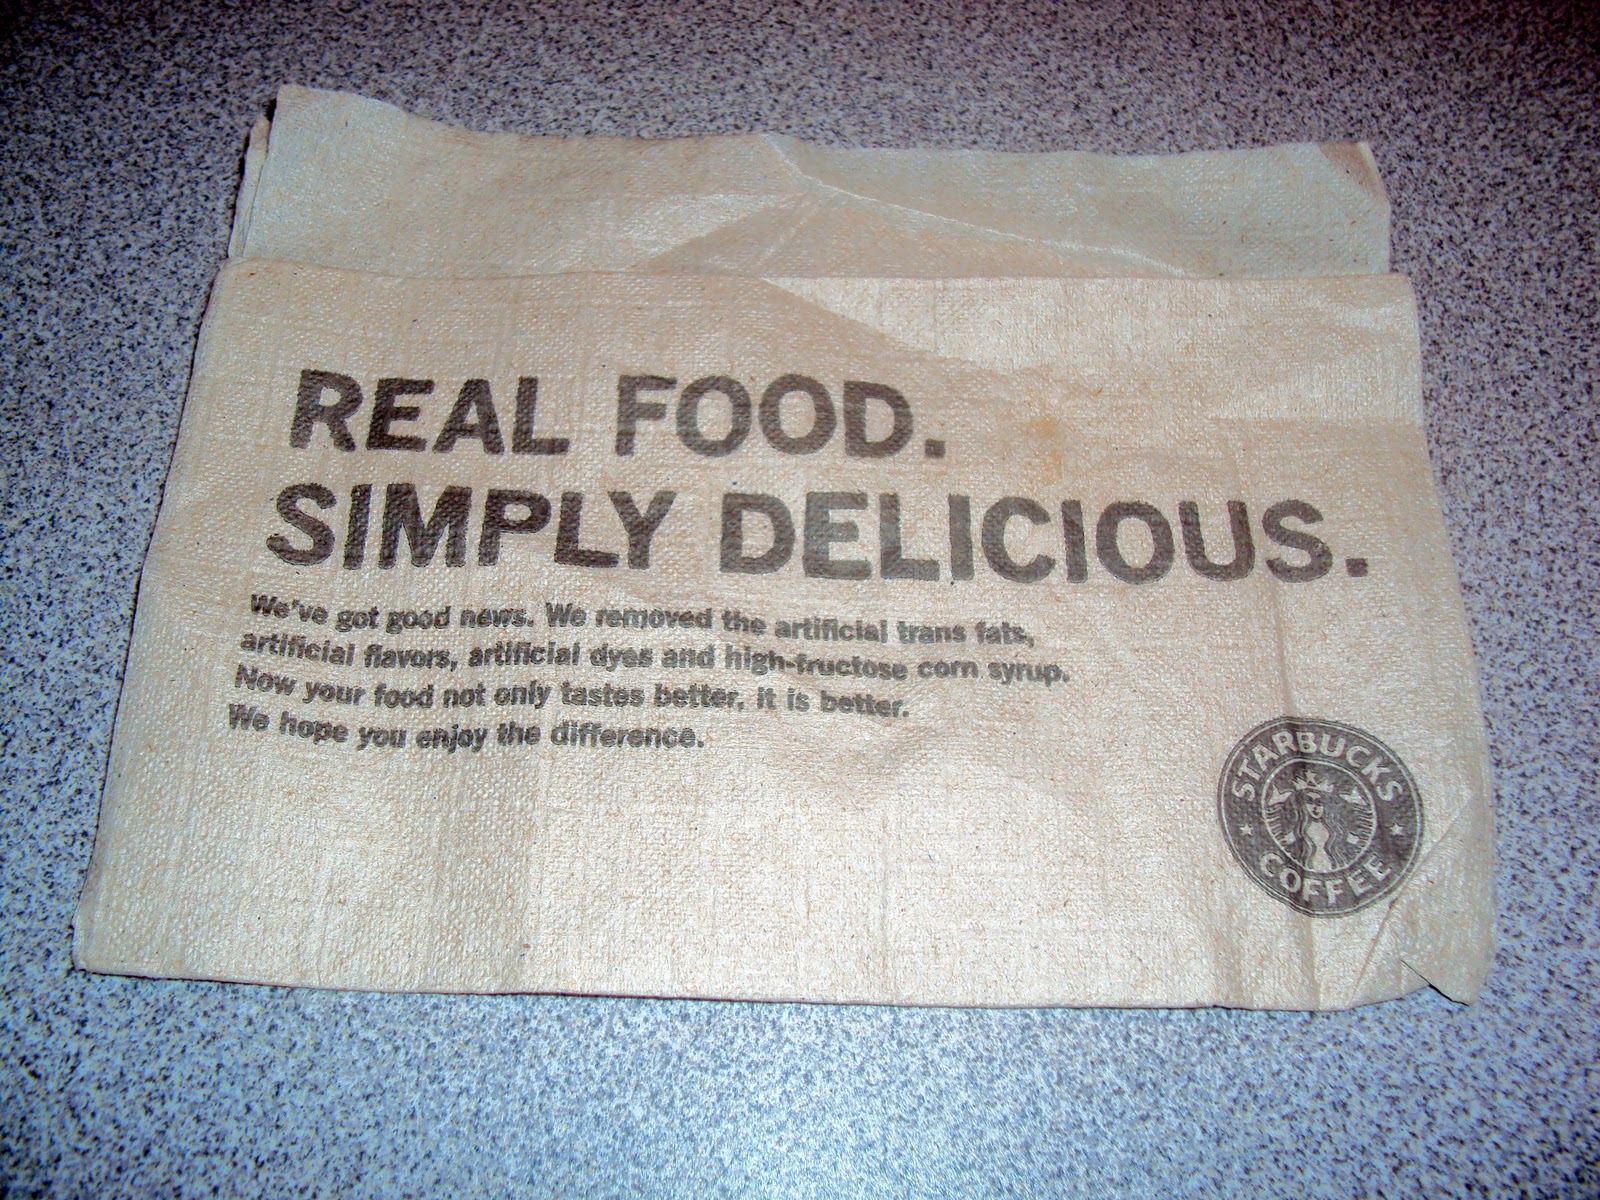 REAL FOOD.
SIMPLY DELICIOUS.
We've got good news. We removed the artificial trans fats,
artificial flavors, artificial dyes and high-fructose corn syrup.
Now your food not only tastes better, it is better.
We hope you enjoy the difference.
STARBUCKS
COFFEE